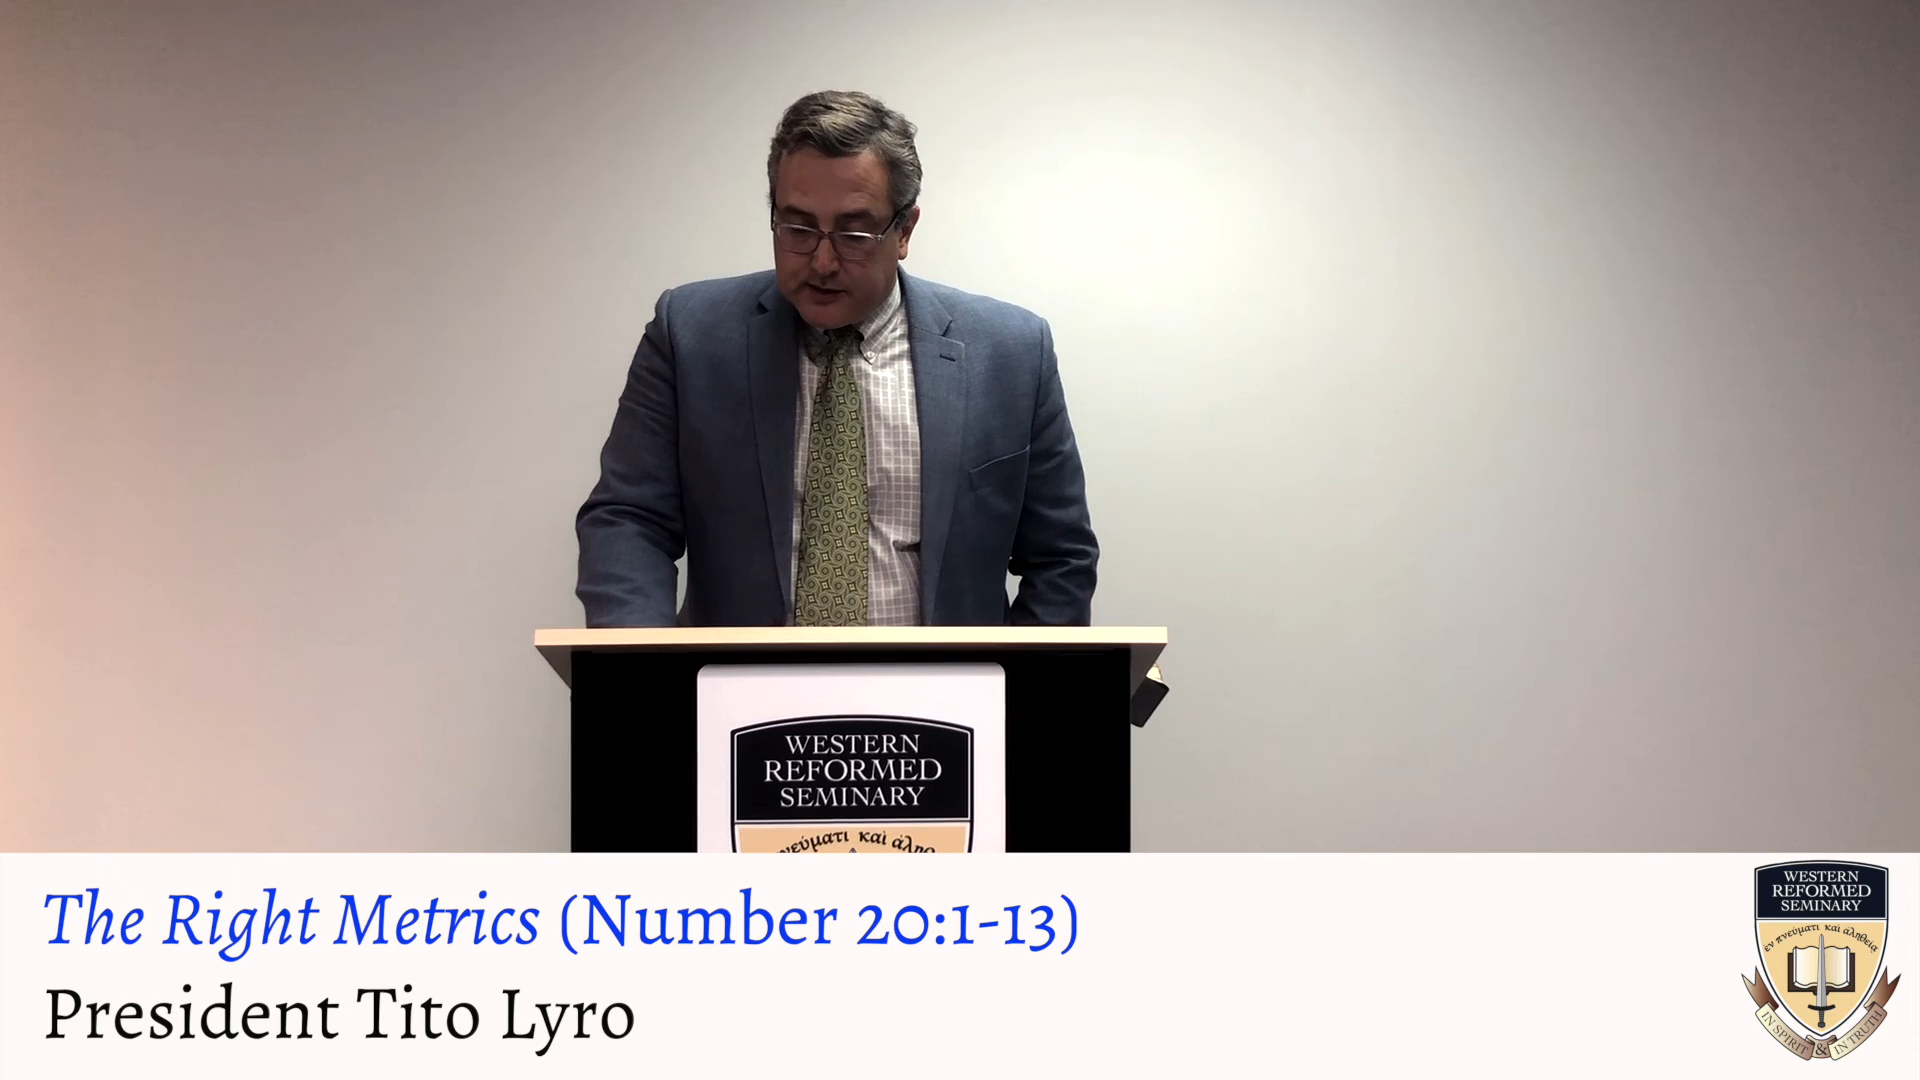 WESTERN
REFORMED
SEMINARY
καὶ
The Right Metrics (Number 20:1-13)
President Tito Lyro
WESTERN
REFORMED
SEMINARY
ἐν πνεύματι καὶ ἀληθείᾳ
IN SPIRIT & IN TRUTH